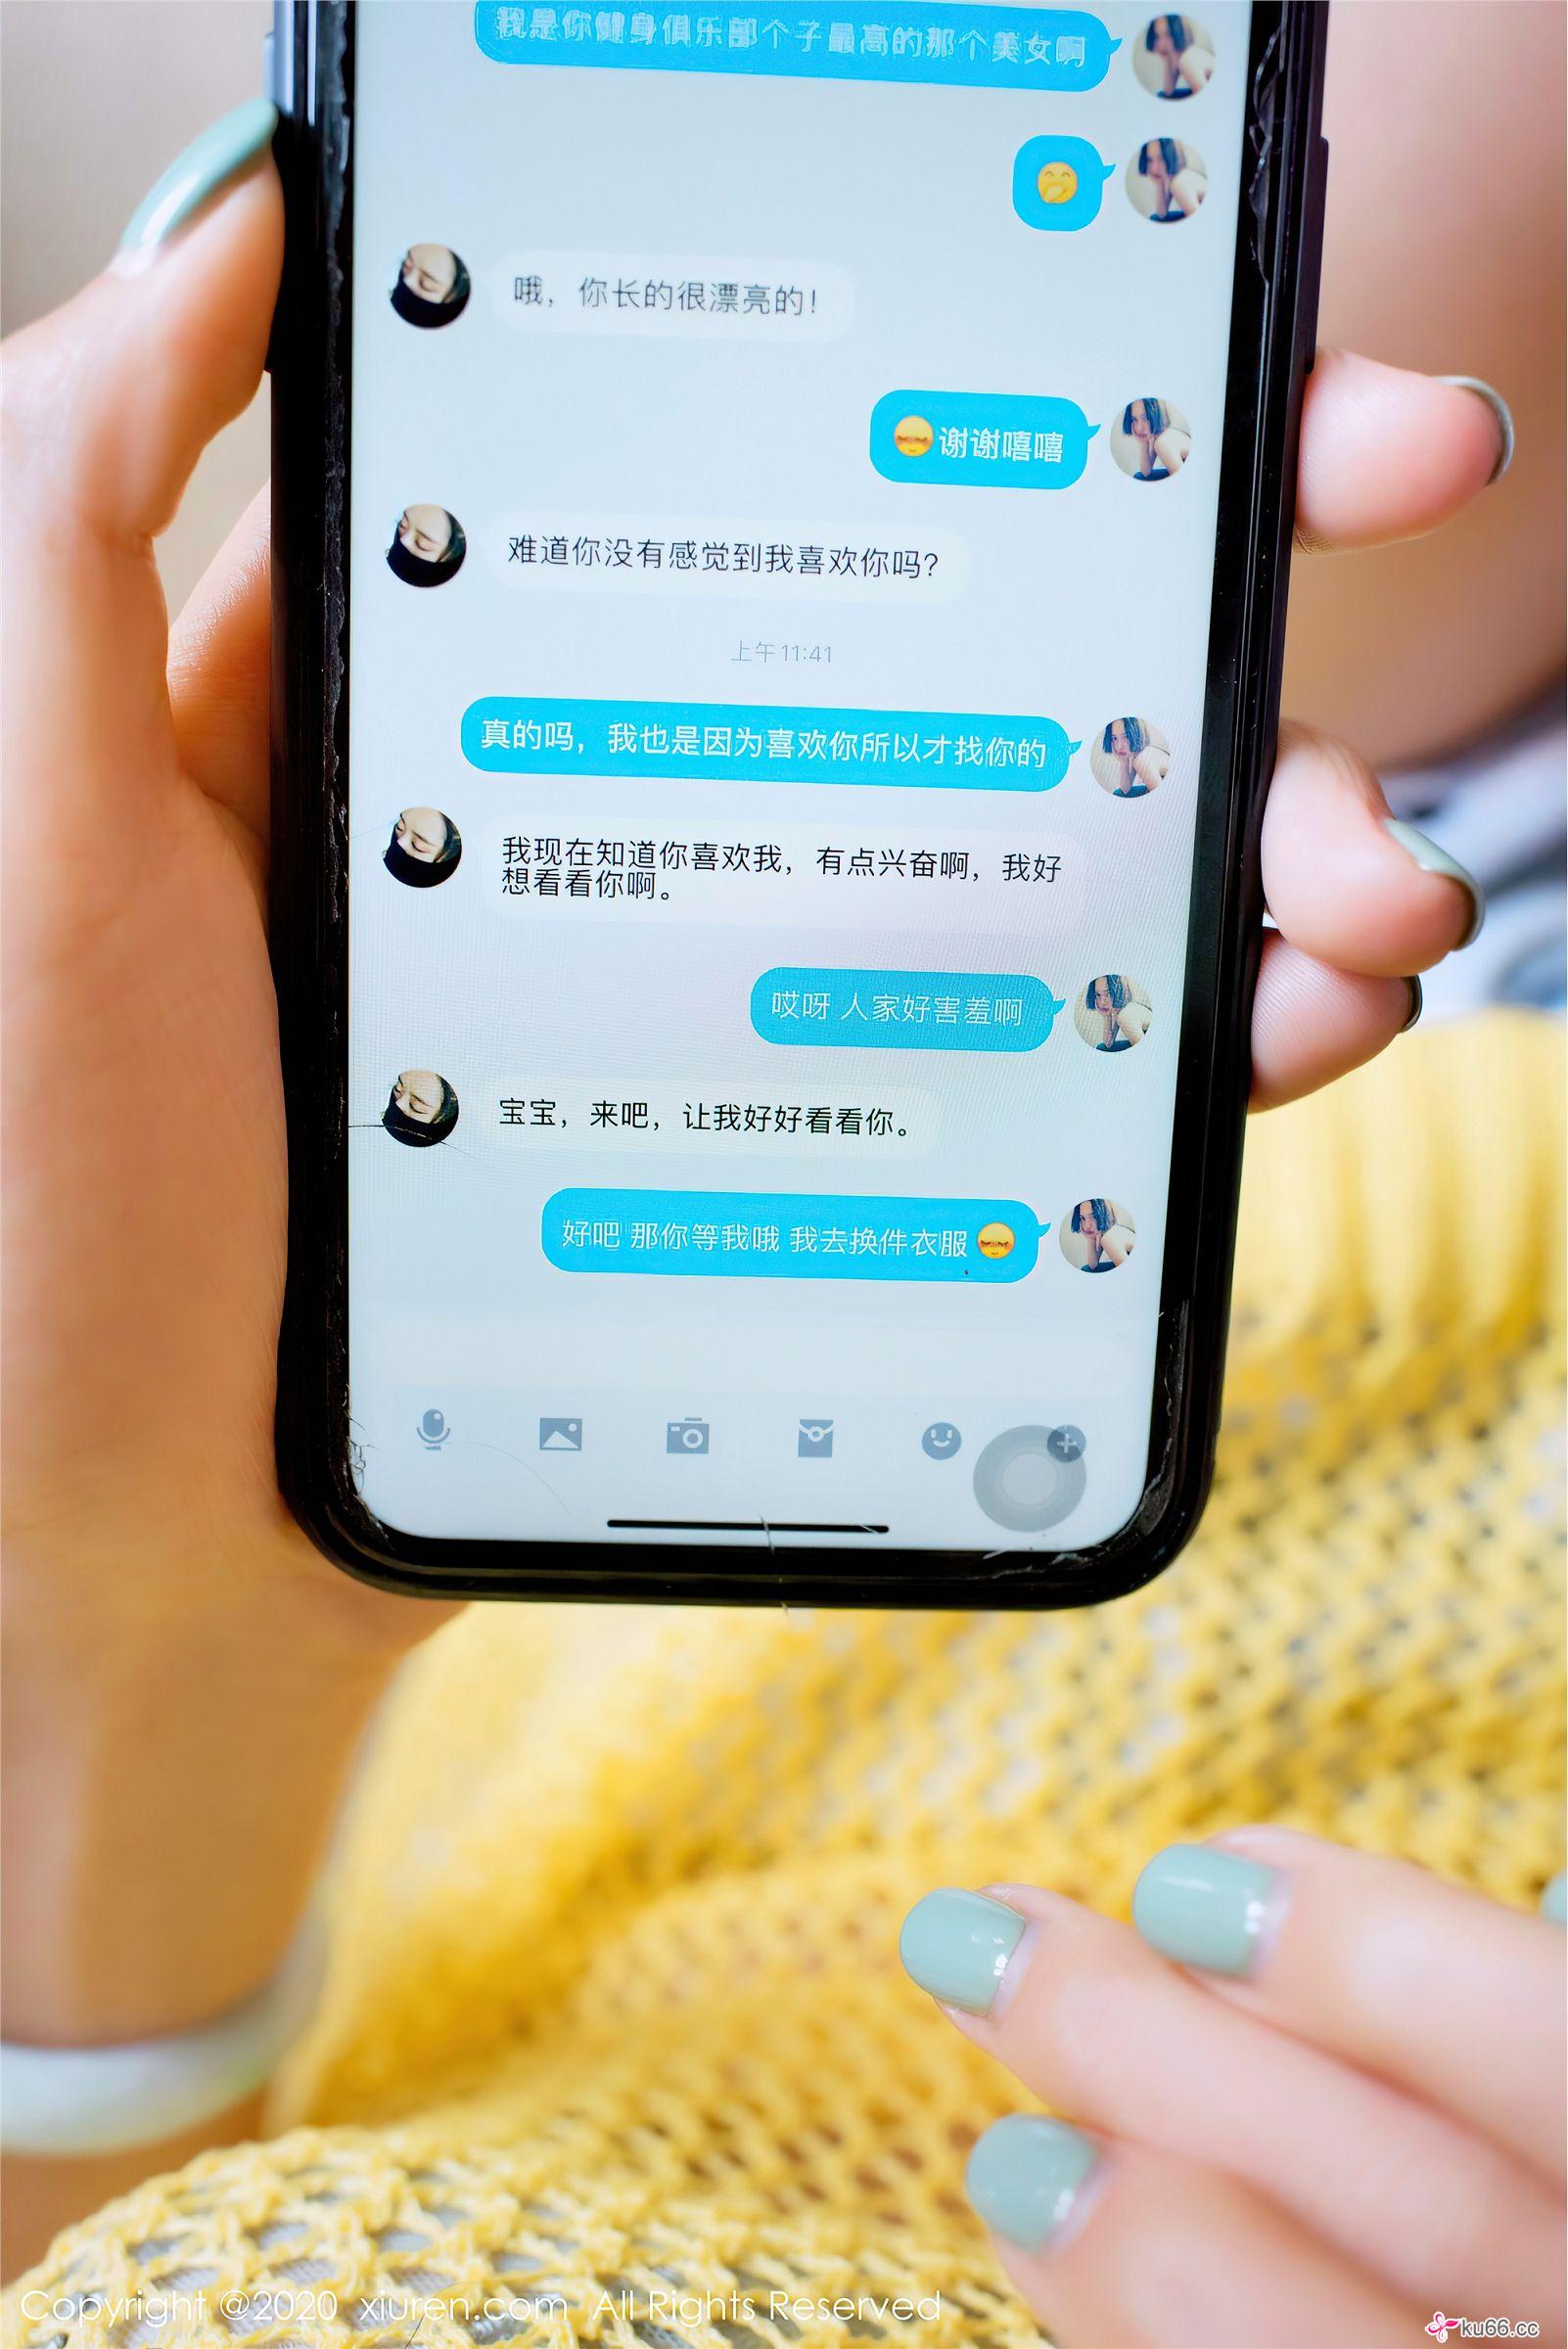 我是你健身俱乐部个子最高的那个美女啊
哦，你长的很漂亮的！
谢谢嘻嘻
难道你没有感觉到我喜欢你吗？
上午11:41
真的吗，我也是因为喜欢你所以才找你的
我现在知道你喜欢我，有点兴奋啊，我好
想看看你啊。
哎呀 人家好害羞啊
宝宝，来吧，让我好好看看你。
好吧 那你等我哦 我去换件衣服
Copyright @2020 xiuren.com All Rights Reserved
ku66.cc